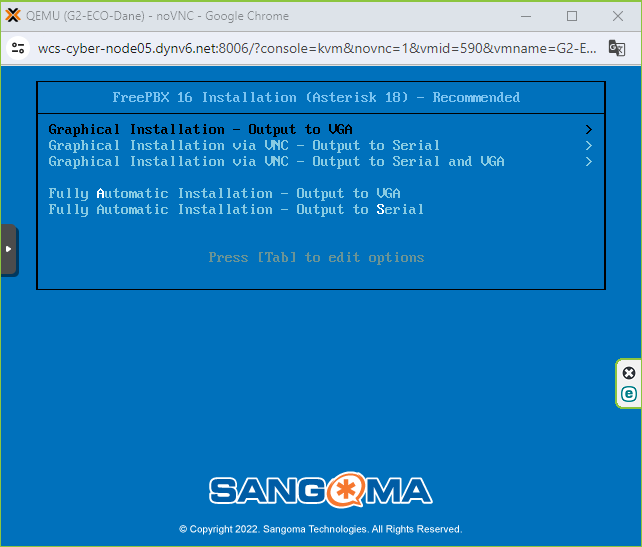 QEMU (G2-ECO-Dane) - noVNC - Google Chrome
wcs-cyber-node05.dynv6.net:8006/?console=kvm&novnc=1&vmid=590&vmname=G2-E...
FreePBX 16 Installation (Asterisk 18) - Recommended
Graphical Installation - Output to VGA >
Graphical Installation via VNC - Output to Serial >
Graphical Installation via VNC - Output to Serial and VGA >
Fully Automatic Installation - Output to VGA
Fully Automatic Installation - Output to Serial
Press [Tab] to edit options
SANGOMA
© Copyright 2022. Sangoma Technologies. All Rights Reserved.